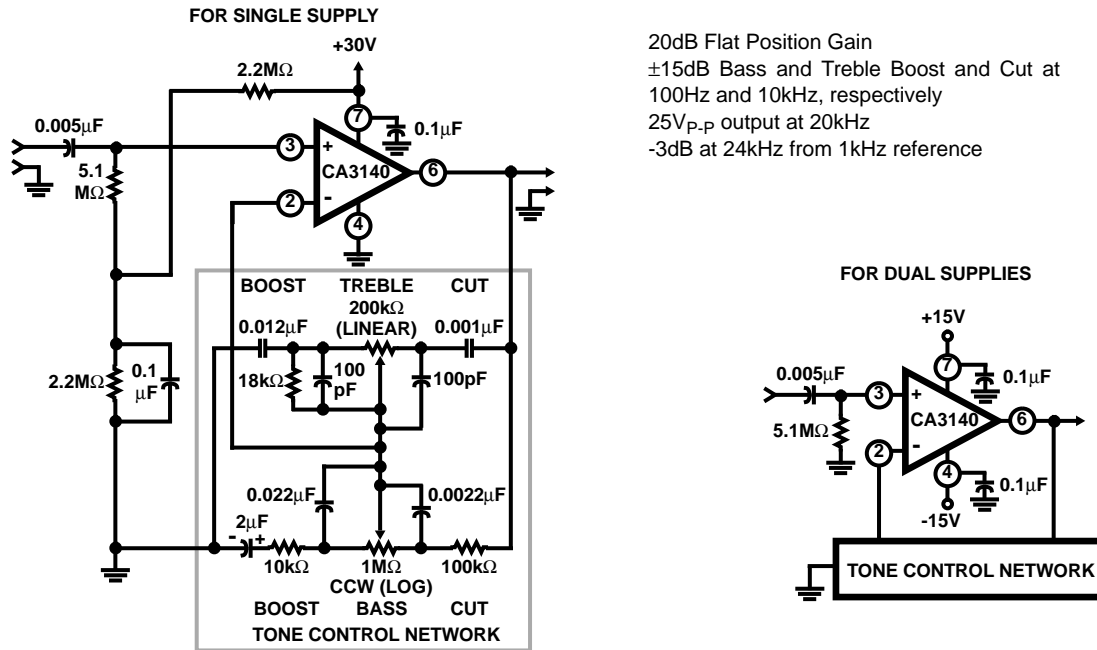 FOR SINGLE SUPPLY
+30V
2.2MΩ
7
0.005μF
0.1μF
3
+
5.1
MΩ
CA3140
6
2
-
4
BOOST TREBLE CUT
200kΩ
(LINEAR)
0.012μF
0.001μF
18kΩ
100
pF
100pF
2.2MΩ
0.1
μF
0.022μF
0.0022μF
2μF
- +
10kΩ
1MΩ
100kΩ
CCW (LOG)
BOOST BASS CUT
TONE CONTROL NETWORK
20dB Flat Position Gain
±15dB Bass and Treble Boost and Cut at
100Hz and 10kHz, respectively
25VP-P output at 20kHz
-3dB at 24kHz from 1kHz reference
FOR DUAL SUPPLIES
+15V
7
0.005μF
0.1μF
3
+
CA3140
6
5.1MΩ
2
-
4
0.1μF
-15V
TONE CONTROL NETWORK